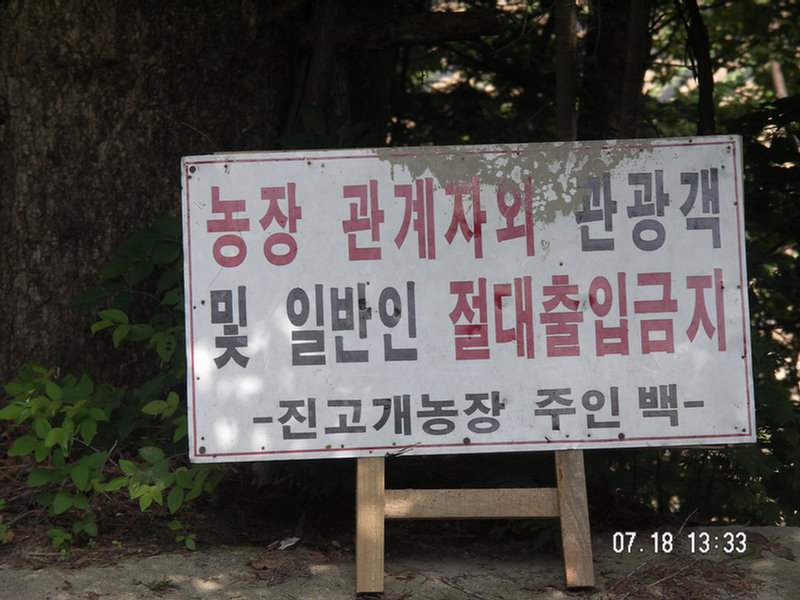 농장 관계자외 관광객
및 일반인 절대출입금지
-진고개농장 주인 백-
07.18 13:33